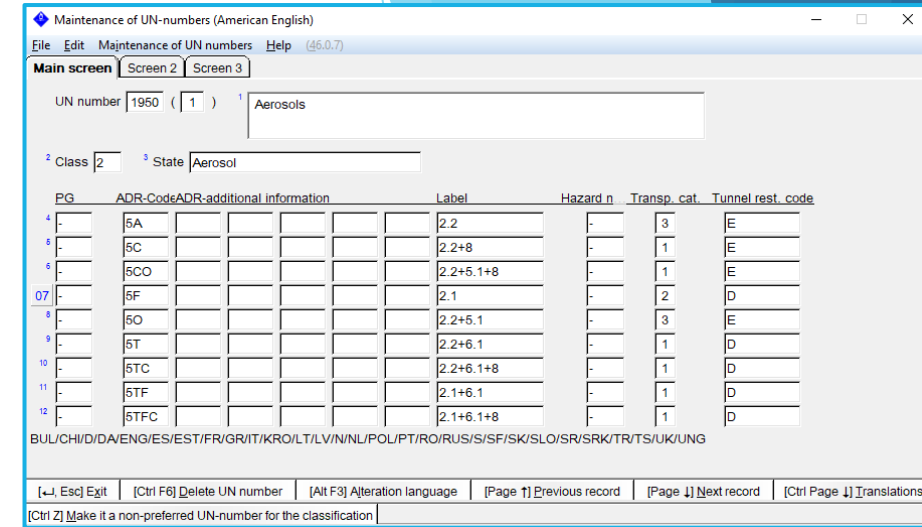 Maintenance of UN-numbers (American English)
File Edit Maintenance of UN numbers Help (46.0.7)
Main screen Screen 2 Screen 3
UN number 1950 ( 1 ) 1 Aerosols
2 Class 2 3 State Aerosol
PG ADR-Code ADR-additional information Label Hazard n Transp. cat. Tunnel rest. code
4 - 5A 2.2 - 3 E
5 - 5C 2.2+8 - 1 E
6 - 5CO 2.2+5.1+8 - 1 E
07 - 5F 2.1 - 2 D
8 - 5O 2.2+5.1 - 3 E
9 - 5T 2.2+6.1 - 1 D
10 - 5TC 2.2+6.1+8 - 1 D
11 - 5TF 2.1+6.1 - 1 D
12 - 5TFC 2.1+6.1+8 - 1 D
BUL/CHI/D/DA/ENG/ES/EST/FR/GR/IT/KRO/LT/LV/N/NL/POL/PT/RO/RUS/S/SF/SK/SLO/SR/SRK/TR/TS/UK/UNG
[↵, Esc] Exit [Ctrl F6] Delete UN number [Alt F3] Alteration language [Page ↑] Previous record [Page ↓] Next record [Ctrl Page ↓] Translations
[Ctrl Z] Make it a non-preferred UN-number for the classification